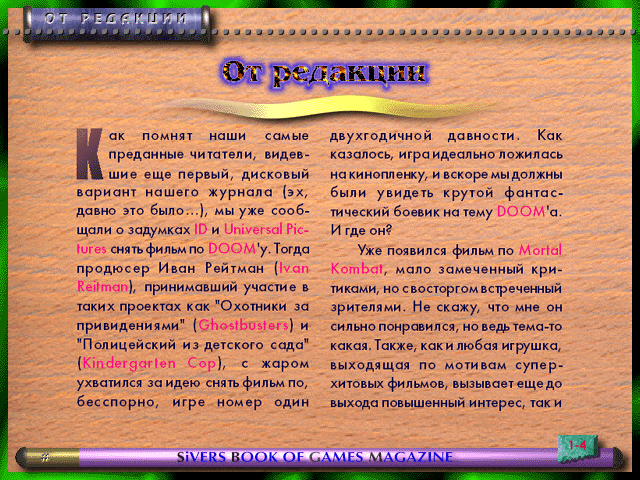 ОТ РЕДАКЦИИ
От редакции
Как помнят наши самые
преданные читатели, видев-
шие еще первый, дисковый
вариант нашего журнала (эх,
давно это было...), мы уже сооб-
щали о задумках ID и Universal Pic-
tures снять фильм по DOOM'у. Тогда
продюсер Иван Рейтман (Ivan
Reitman), принимавший участие в
таких проектах как "Охотники за
привидениями" (Ghostbusters) и
"Полицейский из детского сада"
(Kindergarten Cop), с жаром
ухватился за идею снять фильм по,
бесспорно, игре номер один
двухгодичной давности. Как
казалось, игра идеально ложилась
на кинопленку, и вскоре мы должны
были увидеть крутой фантас-
тический боевик на тему DOOM'а.
И где он?
Уже появился фильм по Mortal
Kombat, мало замеченный кри-
тиками, но с восторгом встреченный
зрителями. Не скажу, что мне он
сильно понравился, но ведь тема-то
какая. Также, как и любая игрушка,
выходящая по мотивам супер-
хитовых фильмов, вызывает еще до
выхода повышенный интерес, так и
1-4
# SiVERS BOOK OF GAMES MAGAZINE